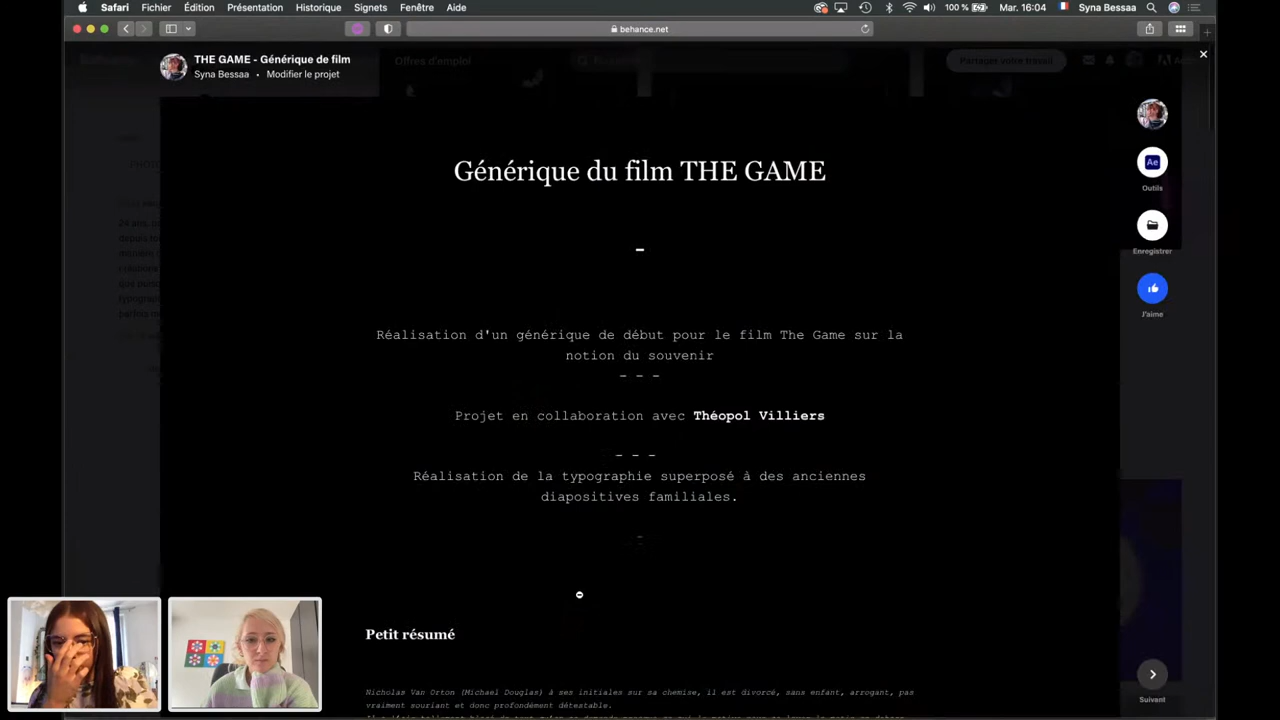 Safari Fichier Édition Présentation Historique Signets Fenêtre Aide 100 % Mar. 16:04 Syna Bessaa
behance.net
THE GAME - Générique de film
Syna Bessaa • Modifier le projet
Offres d'emploi
Partagez votre travail
Générique du film THE GAME
–
Ae
Outils
Enregistrer
J'aime
Réalisation d'un générique de début pour le film The Game sur la
notion du souvenir
– – –
Projet en collaboration avec Théopol Villiers
– – –
Réalisation de la typographie superposé à des anciennes
diapositives familiales.
Petit résumé
Nicholas Van Orton (Michael Douglas) à ses initiales sur sa chemise, il est divorcé, sans enfant, arrogant, pas
vraiment souriant et donc profondément détestable.
Suivant